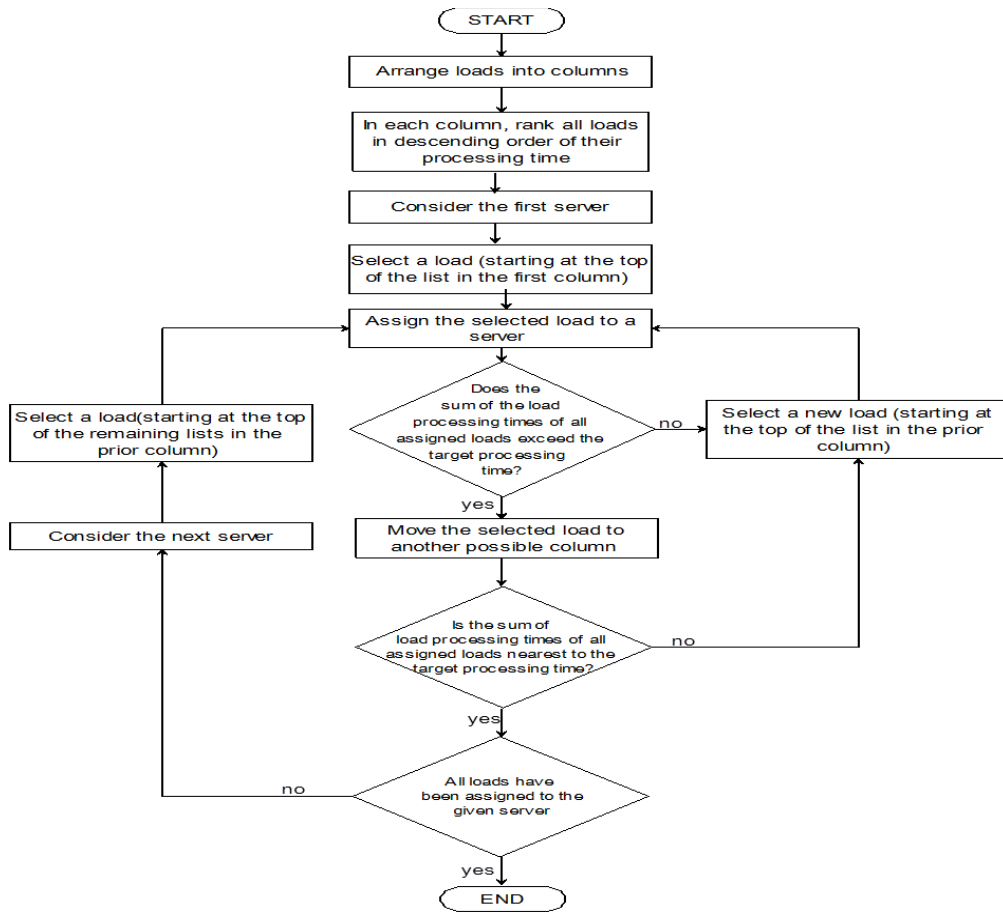 START
Arrange loads into columns
In each column, rank all loads
in descending order of their
processing time
Consider the first server
Select a load (starting at the top
of the list in the first column)
Assign the selected load to a
server
Does the
sum of the load
processing times of all
assigned loads exceed the
target processing
time?
no
Select a new load (starting at
the top of the list in the prior
column)
Select a load(starting at the top
of the remaining lists in the
prior column)
yes
Move the selected load to
another possible column
Consider the next server
Is the sum of
load processing times of all
assigned loads nearest to the
target processing time?
no
yes
All loads have
been assigned to the
given server
no
yes
END